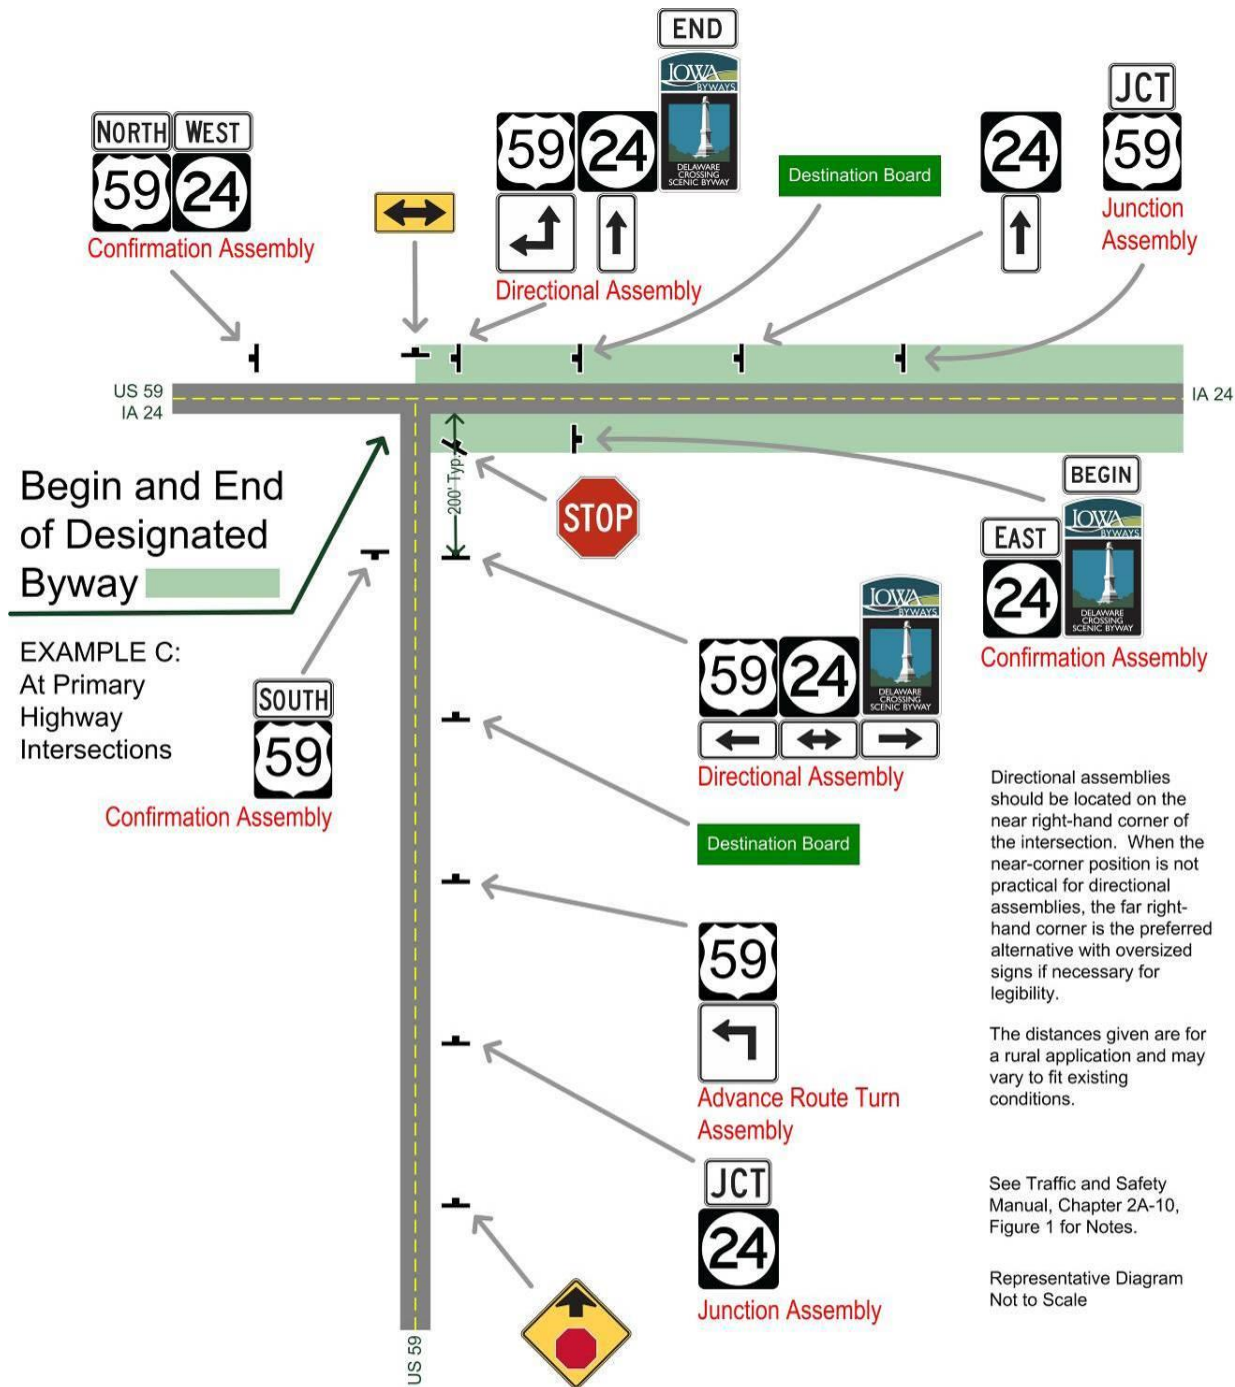 END
IOWA
BYWAYS
DELAWARE
CROSSING
SCENIC BYWAY
JCT
59
Junction
Assembly
NORTH WEST
59 24
Confirmation Assembly
59 24
Directional Assembly
Destination Board
24
US 59
IA 24
IA 24
200' Typ.
STOP
Begin and End
of Designated
Byway
EXAMPLE C:
At Primary
Highway
Intersections
SOUTH
59
Confirmation Assembly
BEGIN
IOWA
BYWAYS
DELAWARE
CROSSING
SCENIC BYWAY
EAST
24
Confirmation Assembly
IOWA
BYWAYS
DELAWARE
CROSSING
SCENIC BYWAY
59 24
Directional Assembly
Destination Board
59
Advance Route Turn
Assembly
JCT
24
Junction Assembly
US 59
Directional assemblies
should be located on the
near right-hand corner of
the intersection. When the
near-corner position is not
practical for directional
assemblies, the far right-
hand corner is the preferred
alternative with oversized
signs if necessary for
legibility.
The distances given are for
a rural application and may
vary to fit existing
conditions.
See Traffic and Safety
Manual, Chapter 2A-10,
Figure 1 for Notes.
Representative Diagram
Not to Scale